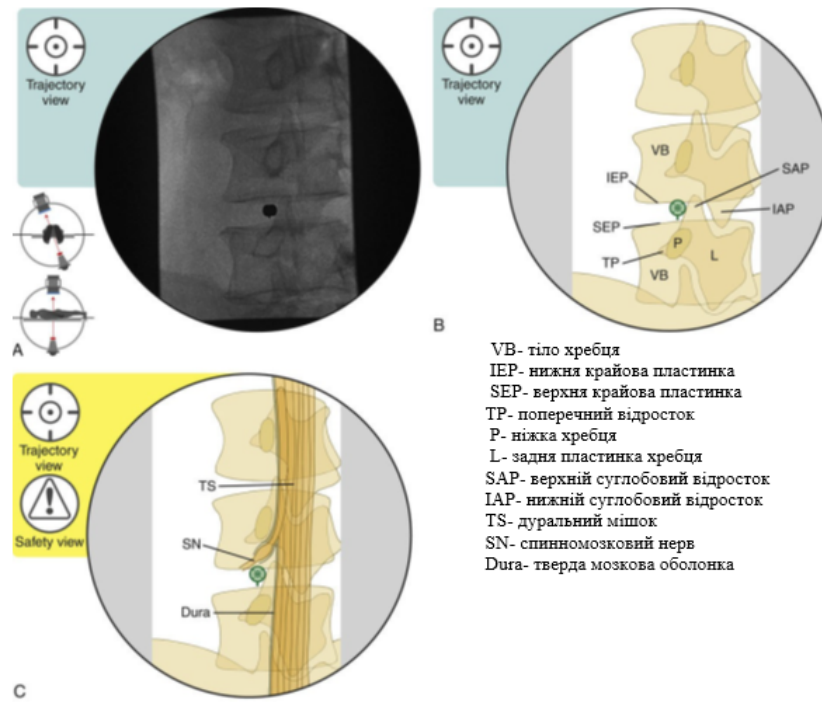 Trajectory
view
A
Trajectory
view
VB
IEP
SAP
IAP
SEP
P
TP
L
VB
B
VB- тіло хребця
IEP- нижня крайова пластинка
SEP- верхня крайова пластинка
TP- поперечний відросток
P- ніжка хребця
L- задня пластинка хребця
SAP- верхній суглобовий відросток
IAP- нижній суглобовий відросток
TS- дуральний мішок
SN- спинномозковий нерв
Dura- тверда мозкова оболонка
Trajectory
view
Safety view
TS
SN
Dura
C